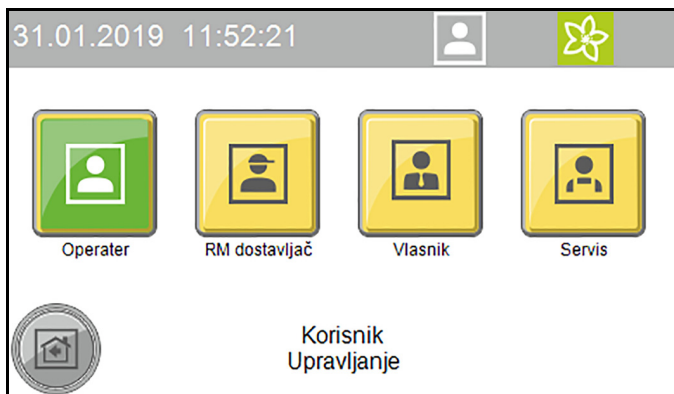 31.01.2019 11:52:21
Operater
RM dostavljač
Vlasnik
Servis
Korisnik
Upravljanje